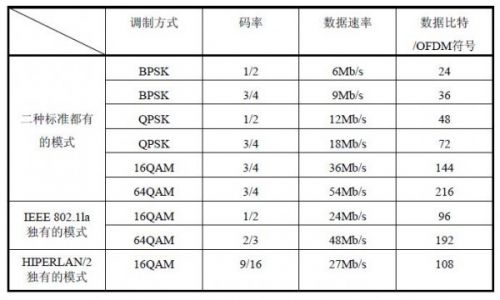 调制方式 码率 数据速率 数据比特
/OFDM符号
二种标准都有
的模式
BPSK 1/2 6Mb/s 24
BPSK 3/4 9Mb/s 36
QPSK 1/2 12Mb/s 48
QPSK 3/4 18Mb/s 72
16QAM 3/4 36Mb/s 144
64QAM 3/4 54Mb/s 216
IEEE 802.1la
独有的模式
16QAM 1/2 24Mb/s 96
64QAM 2/3 48Mb/s 192
HIPERLAN/2
独有的模式
16QAM 9/16 27Mb/s 108